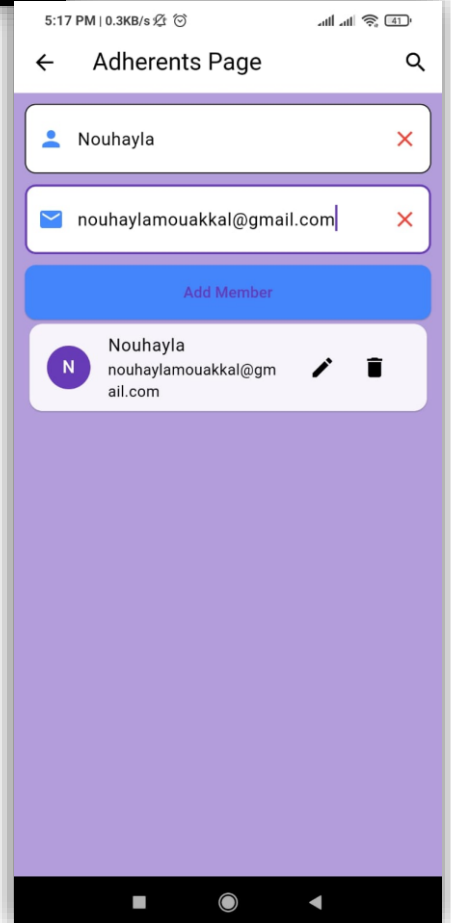 5:17 PM | 0.3KB/s
41
Adherents Page
Nouhayla
nouhaylamouakkal@gmail.com
Add Member
N
Nouhayla
nouhaylamouakkal@gm
ail.com